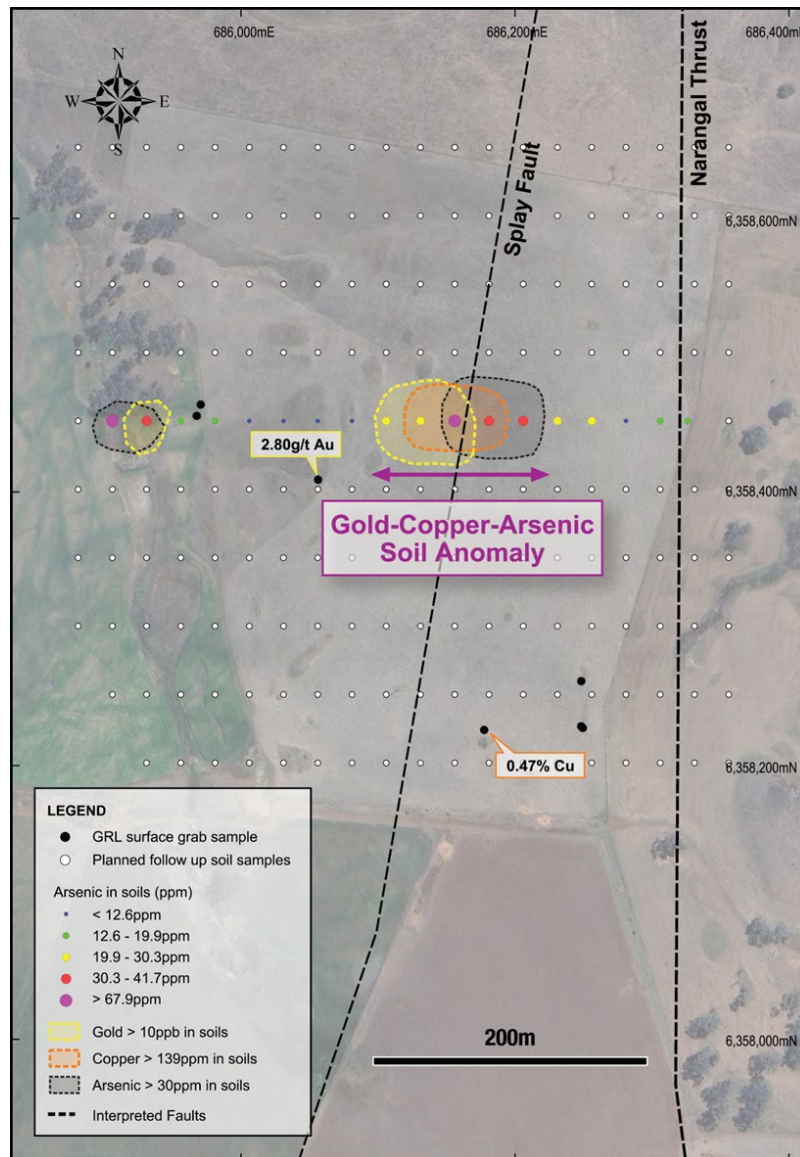 686,000mE
686,200mE
686,400mE
N
W
E
S
Narangal Thrust
Splay Fault
6,358,600mN
2.80g/t Au
6,358,400mN
Gold-Copper-Arsenic
Soil Anomaly
0.47% Cu
6,358,200mN
LEGEND
GRL surface grab sample
Planned follow up soil samples
Arsenic in soils (ppm)
< 12.6ppm
12.6 - 19.9ppm
19.9 - 30.3ppm
30.3 - 41.7ppm
> 67.9ppm
Gold > 10ppb in soils
Copper > 139ppm in soils
Arsenic > 30ppm in soils
Interpreted Faults
200m
6,358,000mN